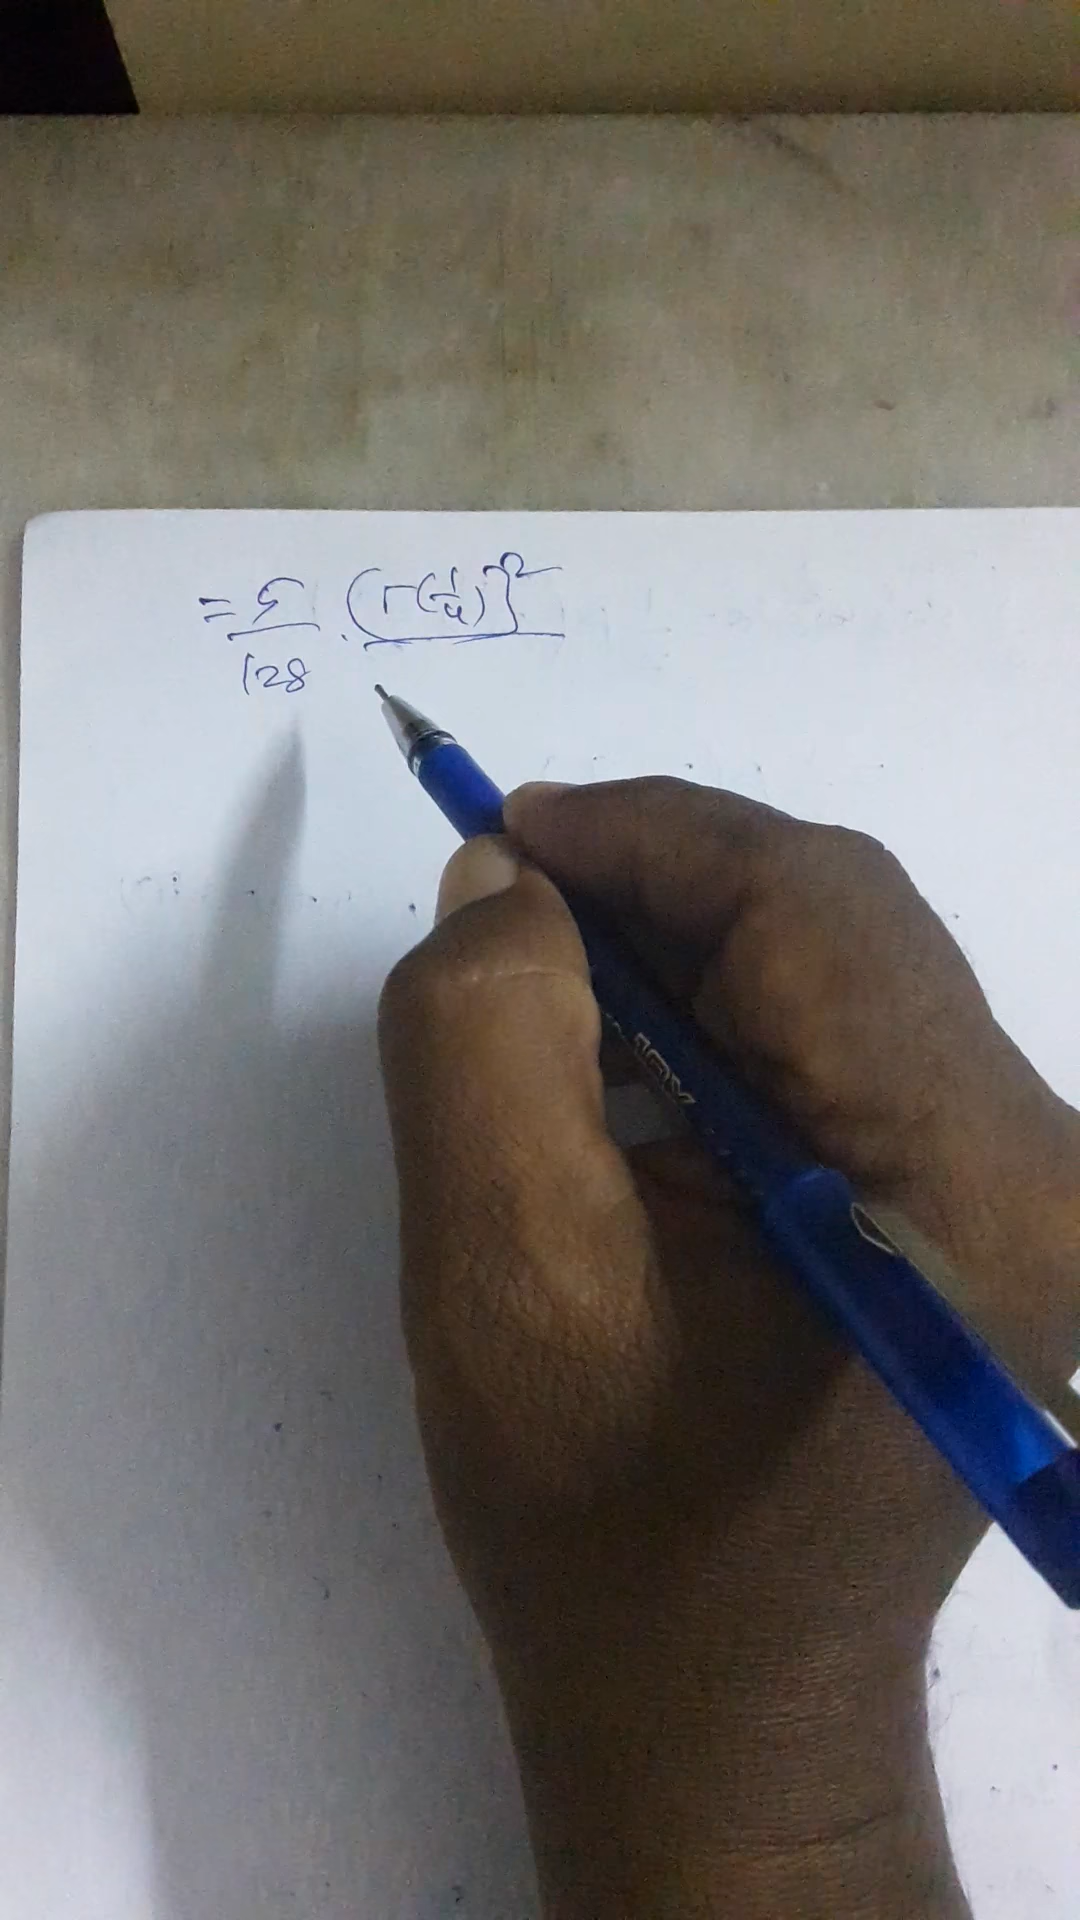 = 5/128 · (Γ(1/4)]²